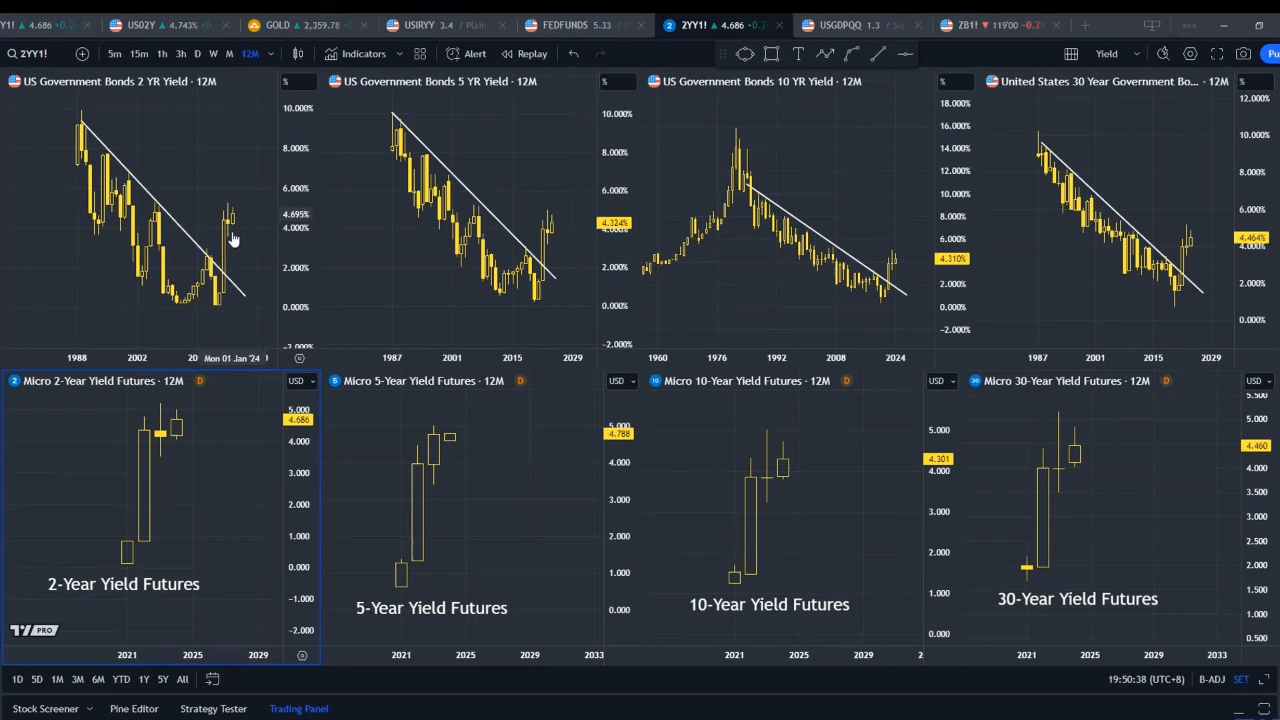 YY1! ▲ 4.686 +0.2
US02Y ▲ 4.743%
GOLD ▲ 2,359.78
USIRYY 3.4 / Plain
FEDFUNDS 5.33
2YY1! ▲ 4.686 +0.2
USGDPQQ 1.3
ZB1! ▼ 119'00 −0.2
2YY1! 5m 15m 1h 3h D W M 12M Indicators Alert Replay Yield Pu
US Government Bonds 2 YR Yield · 12M %
10.000%
8.000%
6.000%
4.695%
4.000%
2.000%
0.000%
1988 2002 20 Mon 01 Jan '24
US Government Bonds 5 YR Yield · 12M %
10.000%
8.000%
6.000%
4.324%
2.000%
0.000%
−2.000%
1987 2001 2015 2029
US Government Bonds 10 YR Yield · 12M %
18.000%
16.000%
14.000%
12.000%
10.000%
8.000%
6.000%
4.310%
2.000%
0.000%
−2.000%
1960 1976 1992 2008 2024
United States 30 Year Government Bo... · 12M %
12.000%
10.000%
8.000%
6.000%
4.464%
4.000%
2.000%
0.000%
1987 2001 2015 2029
Micro 2-Year Yield Futures · 12M D USD
5.000
4.686
4.000
3.000
2.000
1.000
0.000
−1.000
−2.000
2-Year Yield Futures
PRO
2021 2025 2029
Micro 5-Year Yield Futures · 12M D USD
5.000
4.788
4.000
3.000
2.000
1.000
0.000
5-Year Yield Futures
2021 2025 2029 2033
Micro 10-Year Yield Futures · 12M D USD
5.000
4.301
4.000
3.000
2.000
1.000
0.000
10-Year Yield Futures
2021 2025 2029 2
Micro 30-Year Yield Futures · 12M D USD
5.500
5.000
4.460
4.000
3.500
3.000
2.500
2.000
1.500
1.000
0.500
30-Year Yield Futures
2021 2025 2029 2033
1D 5D 1M 3M 6M YTD 1Y 5Y All 19:50:38 (UTC+8) B-ADJ SET
Stock Screener Pine Editor Strategy Tester Trading Panel